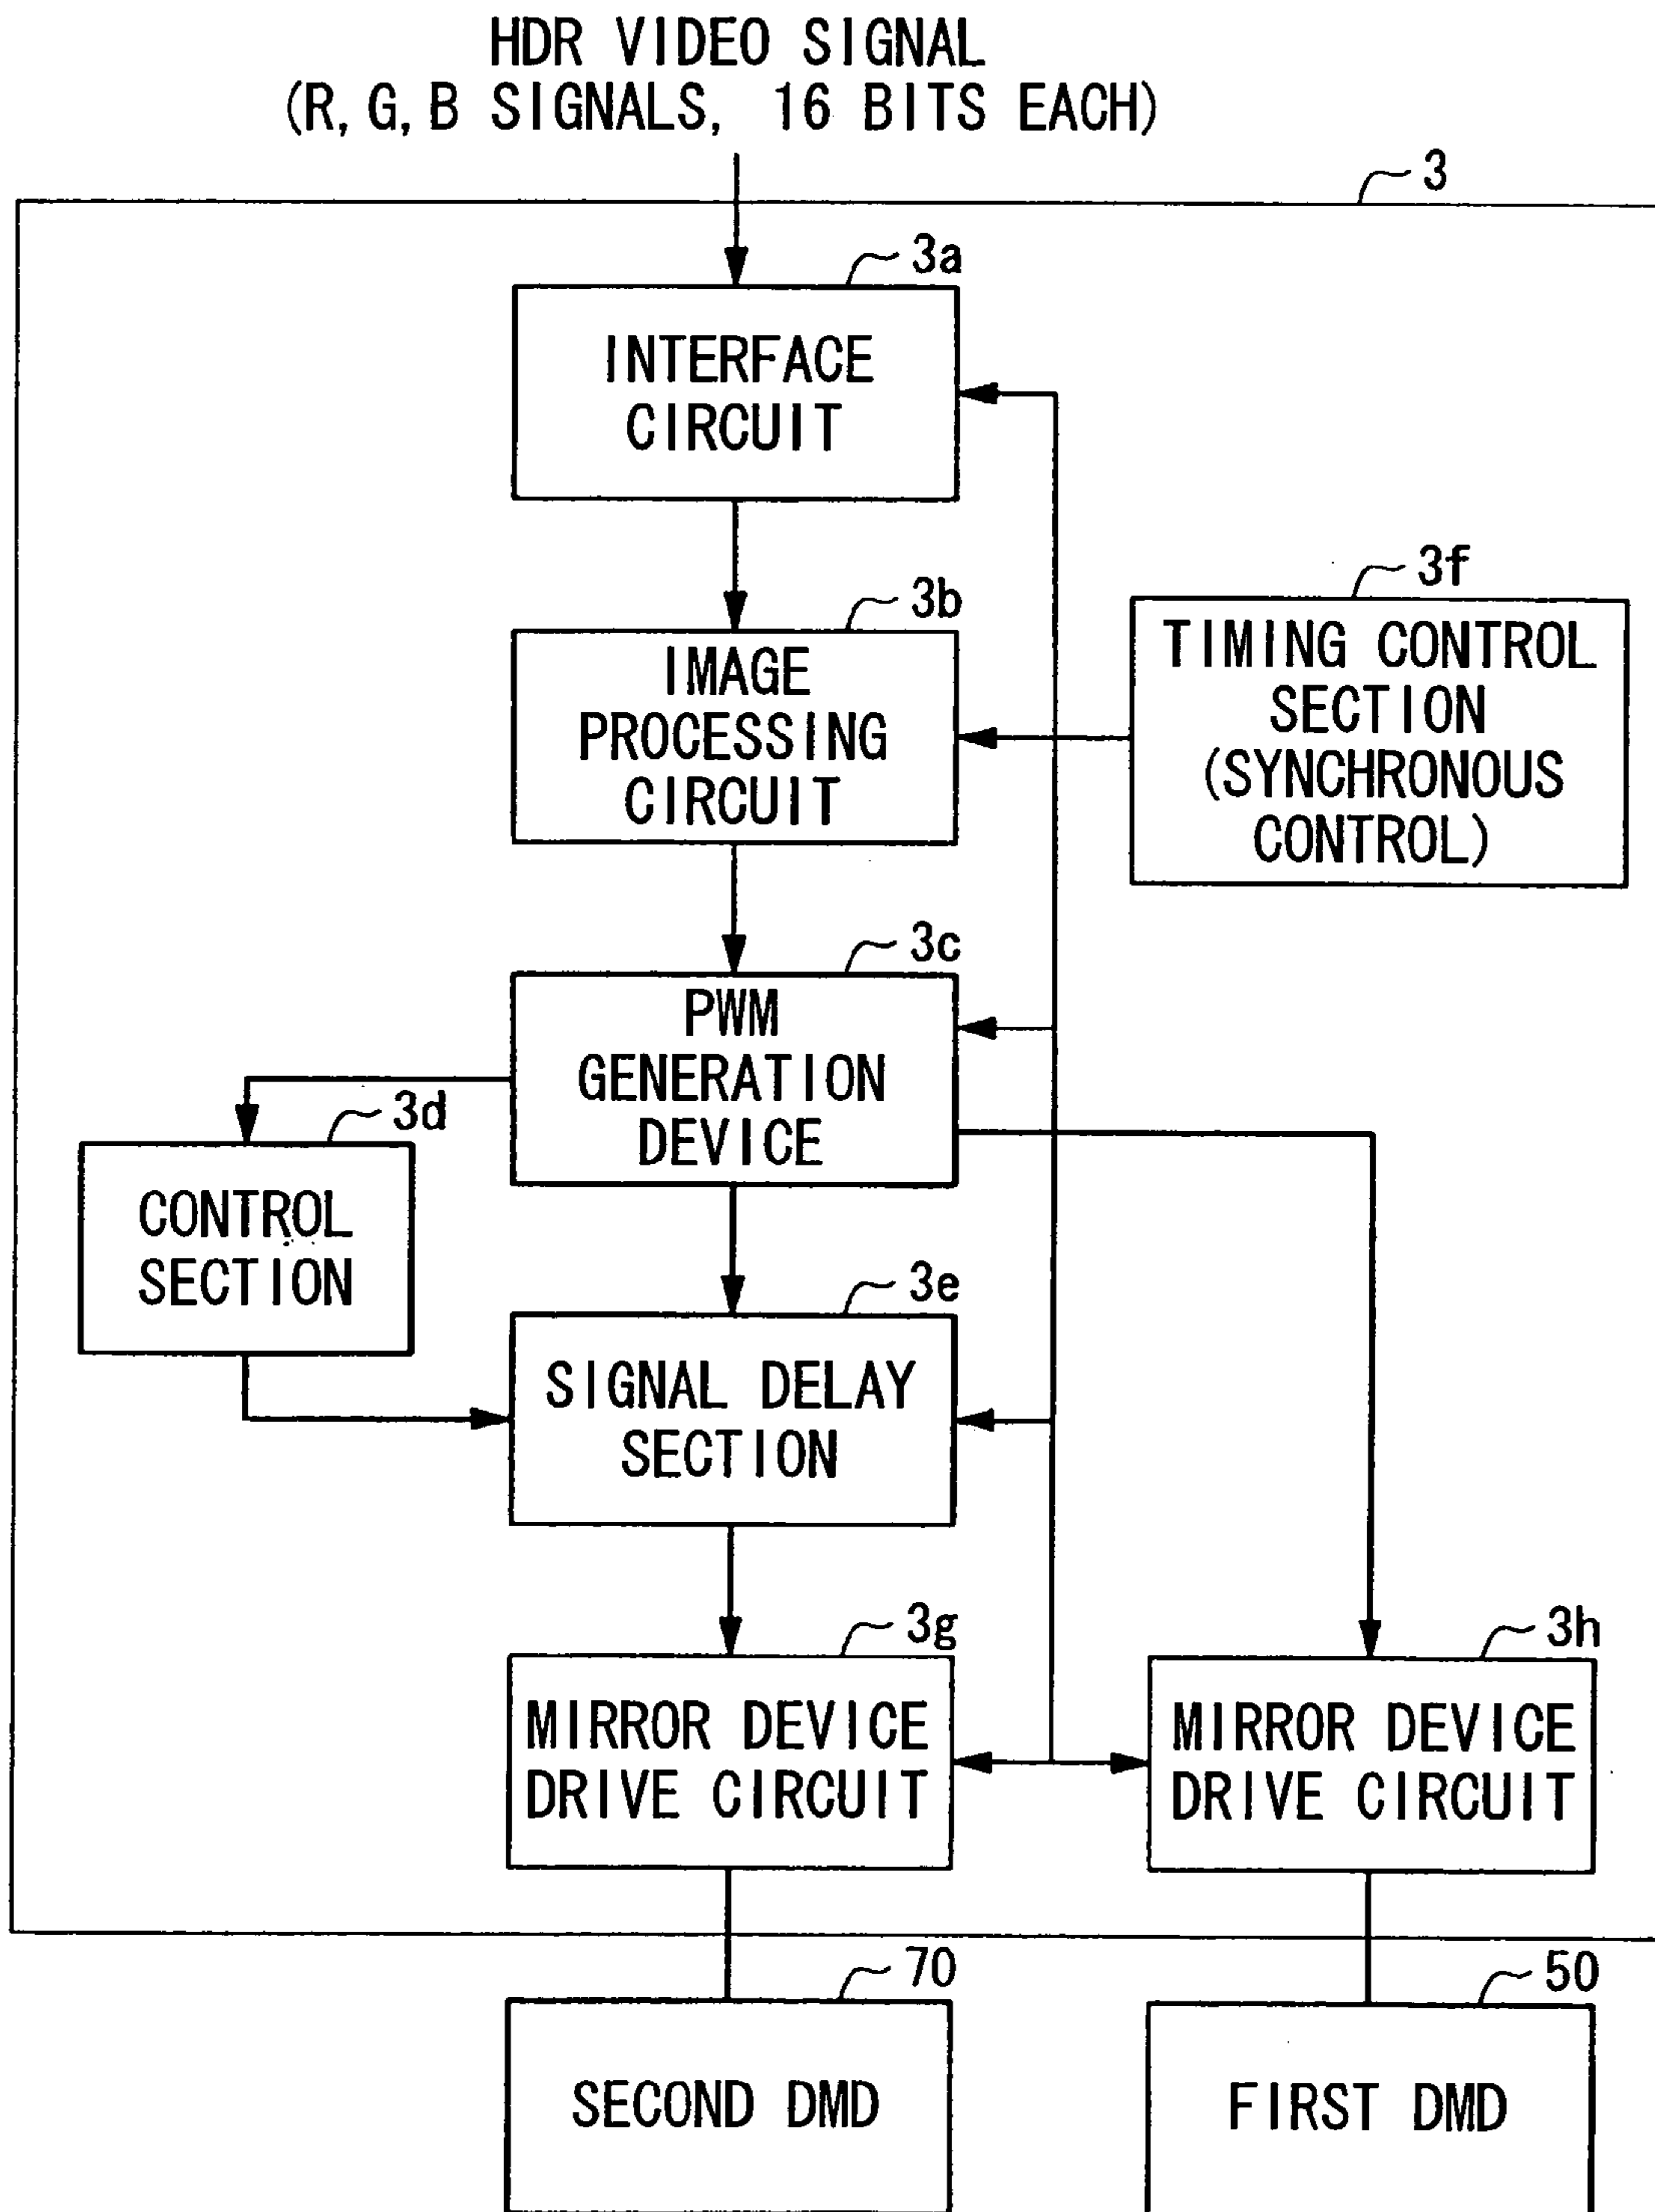 HDR VIDEO SIGNAL
(R, G, B SIGNALS, 16 BITS EACH)
3
3a
INTERFACE
CIRCUIT
3f
TIMING CONTROL
SECTION
(SYNCHRONOUS
CONTROL)
3b
IMAGE
PROCESSING
CIRCUIT
3c
PWM
GENERATION
DEVICE
3d
CONTROL
SECTION
3e
SIGNAL DELAY
SECTION
3g
MIRROR DEVICE
DRIVE CIRCUIT
3h
MIRROR DEVICE
DRIVE CIRCUIT
70
SECOND DMD
50
FIRST DMD